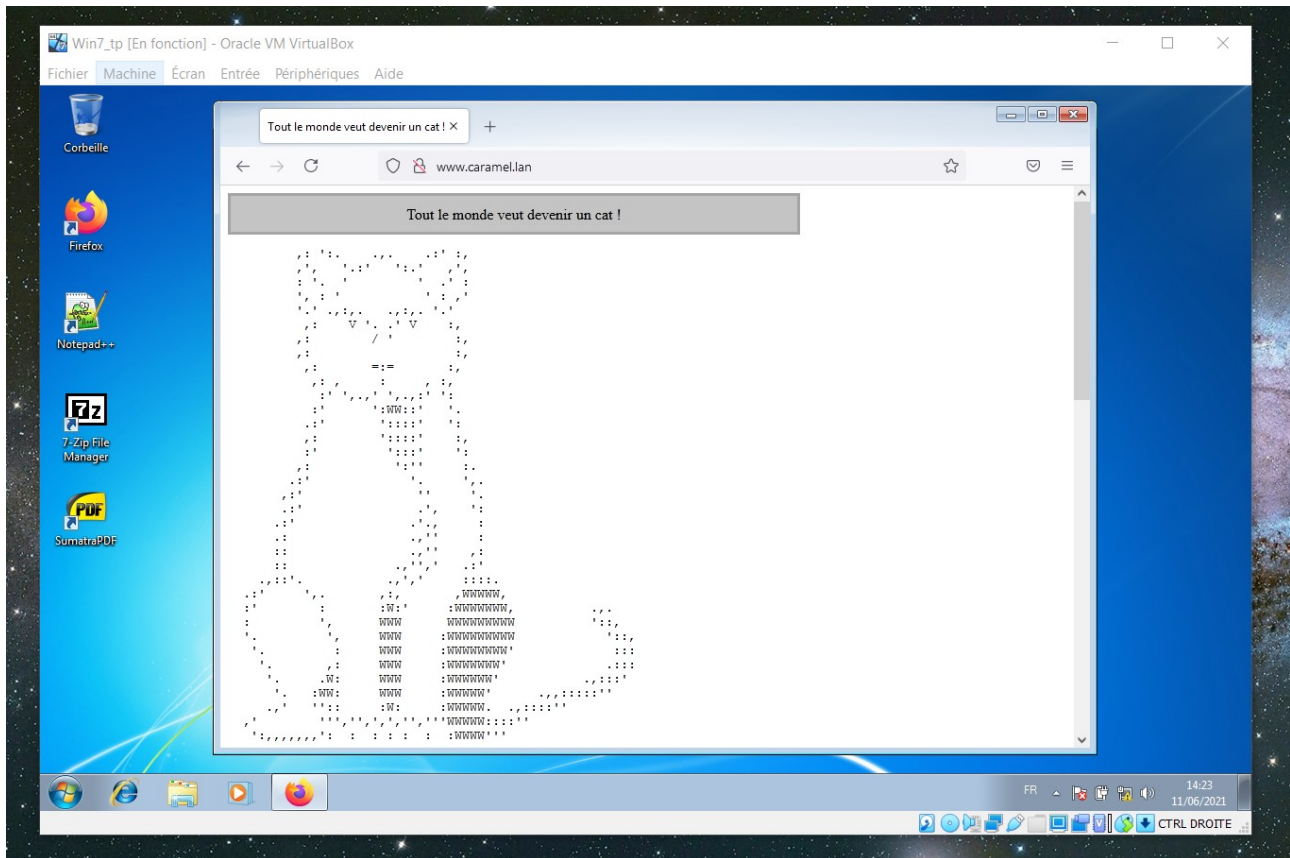 Win7_tp [En fonction] - Oracle VM VirtualBox
Fichier Machine Écran Entrée Périphériques Aide
Corbeille
Firefox
Notepad++
7z
7-Zip File
Manager
PDF
SumatraPDF
Tout le monde veut devenir un cat !
www.caramel.lan
Tout le monde veut devenir un cat !
FR
14:23
11/06/2021
CTRL DROITE